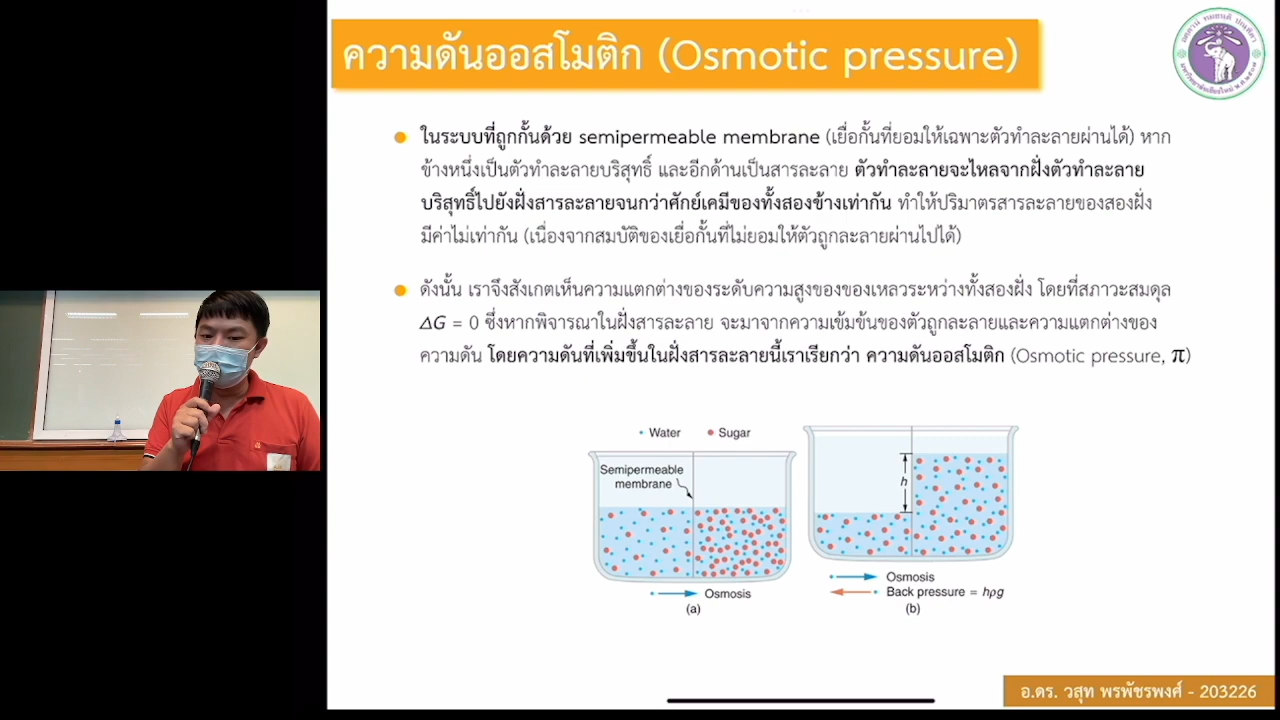 ความดันออสโมติก (Osmotic pressure)
ในระบบที่ถูกกั้นด้วย semipermeable membrane (เยื่อกั้นที่ยอมให้เฉพาะตัวทำละลายผ่านได้) หาก
ข้างหนึ่งเป็นตัวทำละลายบริสุทธิ์ และอีกด้านเป็นสารละลาย ตัวทำละลายจะไหลจากฝั่งตัวทำละลาย
บริสุทธิ์ไปยังฝั่งสารละลายจนกว่าศักย์เคมีของทั้งสองข้างเท่ากัน ทำให้ปริมาตรสารละลายของสองฝั่ง
มีค่าไม่เท่ากัน (เนื่องจากสมบัติของเยื่อกั้นที่ไม่ยอมให้ตัวถูกละลายผ่านไปได้)
ดังนั้น เราจึงสังเกตเห็นความแตกต่างของระดับความสูงของของเหลวระหว่างทั้งสองฝั่ง โดยที่สภาวะสมดุล
ΔG = 0 ซึ่งหากพิจารณาในฝั่งสารละลาย จะมาจากความเข้มข้นของตัวถูกละลายและความแตกต่างของ
ความดัน โดยความดันที่เพิ่มขึ้นในฝั่งสารละลายนี้เราเรียกว่า ความดันออสโมติก (Osmotic pressure, π)
Water Sugar
Semipermeable
membrane
Osmosis
(a)
h
Osmosis
Back pressure = hρg
(b)
อ.ดร. วสุท พรพัชรพงศ์ - 203226